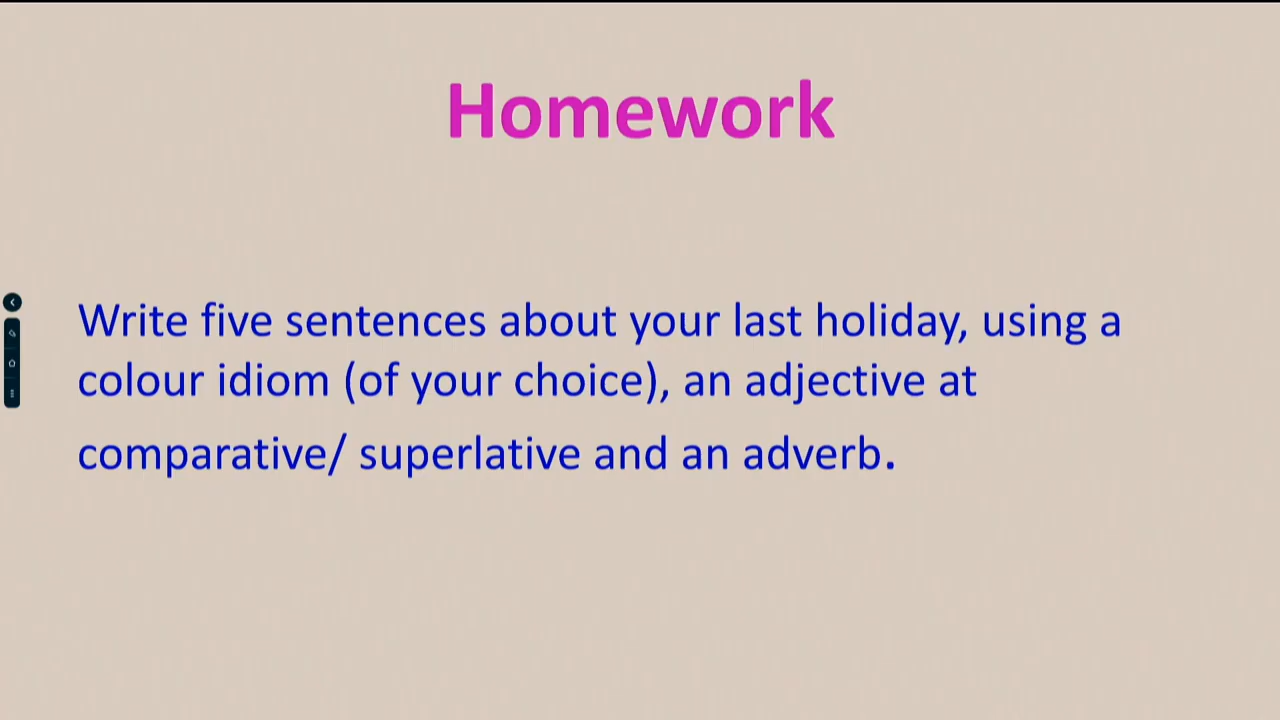 Homework
Write five sentences about your last holiday, using a
colour idiom (of your choice), an adjective at
comparative/ superlative and an adverb.